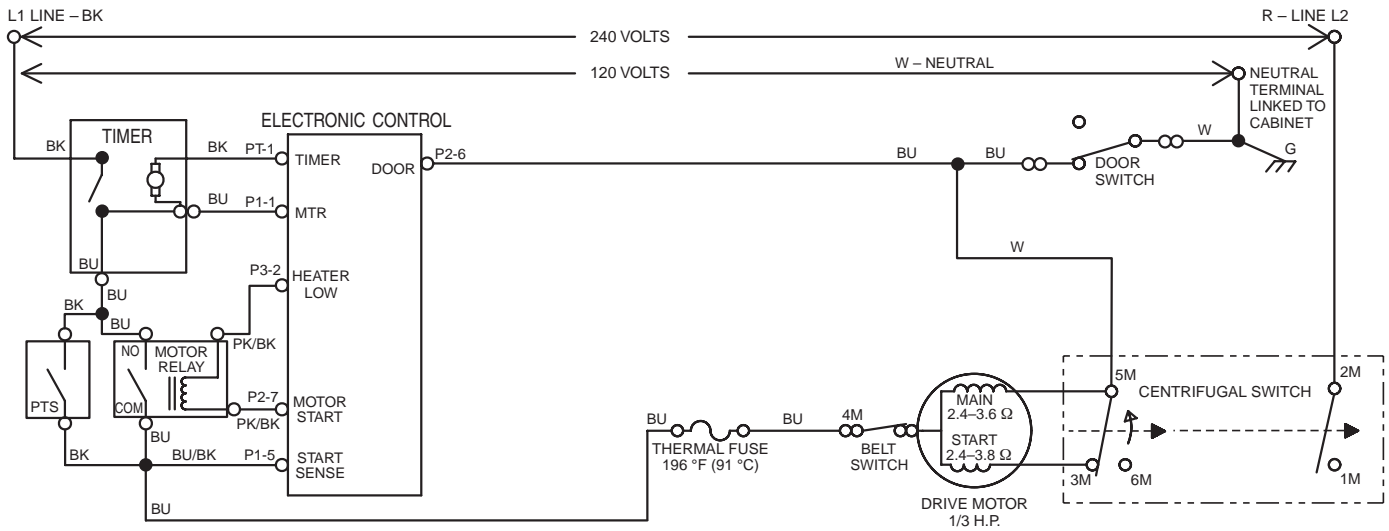 L1 LINE – BK
R – LINE L2
240 VOLTS
120 VOLTS
W – NEUTRAL
NEUTRAL
TERMINAL
LINKED TO
CABINET
TIMER
ELECTRONIC CONTROL
BK
BK
PT-1
TIMER
DOOR
P2-6
BU
BU
DOOR
SWITCH
W
G
BU
P1-1
MTR
W
BU
BU
P3-2
HEATER
LOW
BK
BU
PK/BK
NO
MOTOR
RELAY
PTS
COM
P2-7
PK/BK
MOTOR
START
BU
BK
BU/BK
P1-5
START
SENSE
BU
BU
THERMAL FUSE
196 °F (91 °C)
BU
4M
BELT
SWITCH
MAIN
2.4–3.6 Ω
START
2.4–3.8 Ω
DRIVE MOTOR
1/3 H.P.
5M
CENTRIFUGAL SWITCH
2M
3M
6M
1M